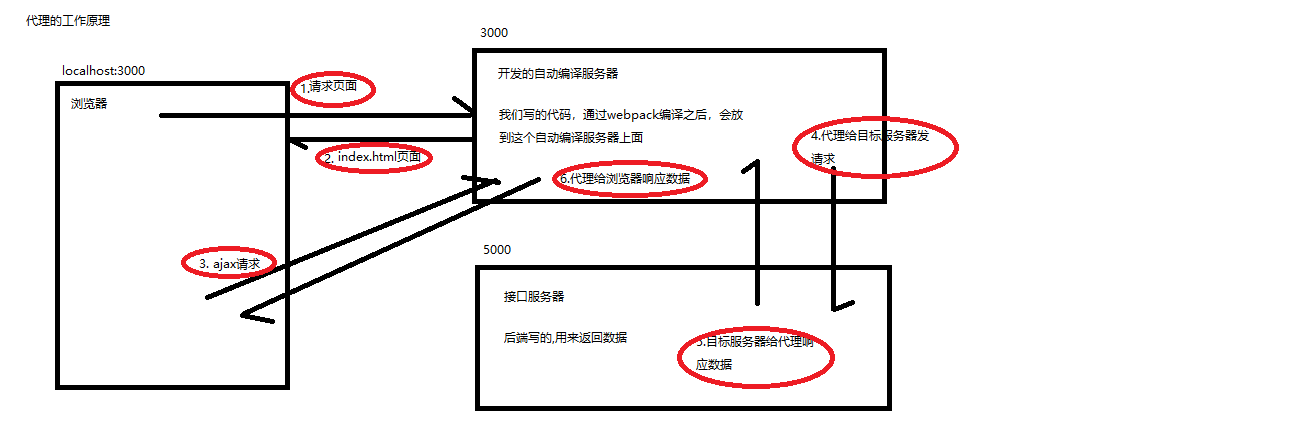 代理的工作原理
3000
localhost:3000
开发的自动编译服务器
1.请求页面
浏览器
我们写的代码，通过webpack编译之后，会放
到这个自动编译服务器上面
4.代理给目标服务器发
请求
2. index.html页面
6.代理给浏览器响应数据
3. ajax请求
5000
接口服务器
后端写的,用来返回数据
5.目标服务器给代理响
应数据